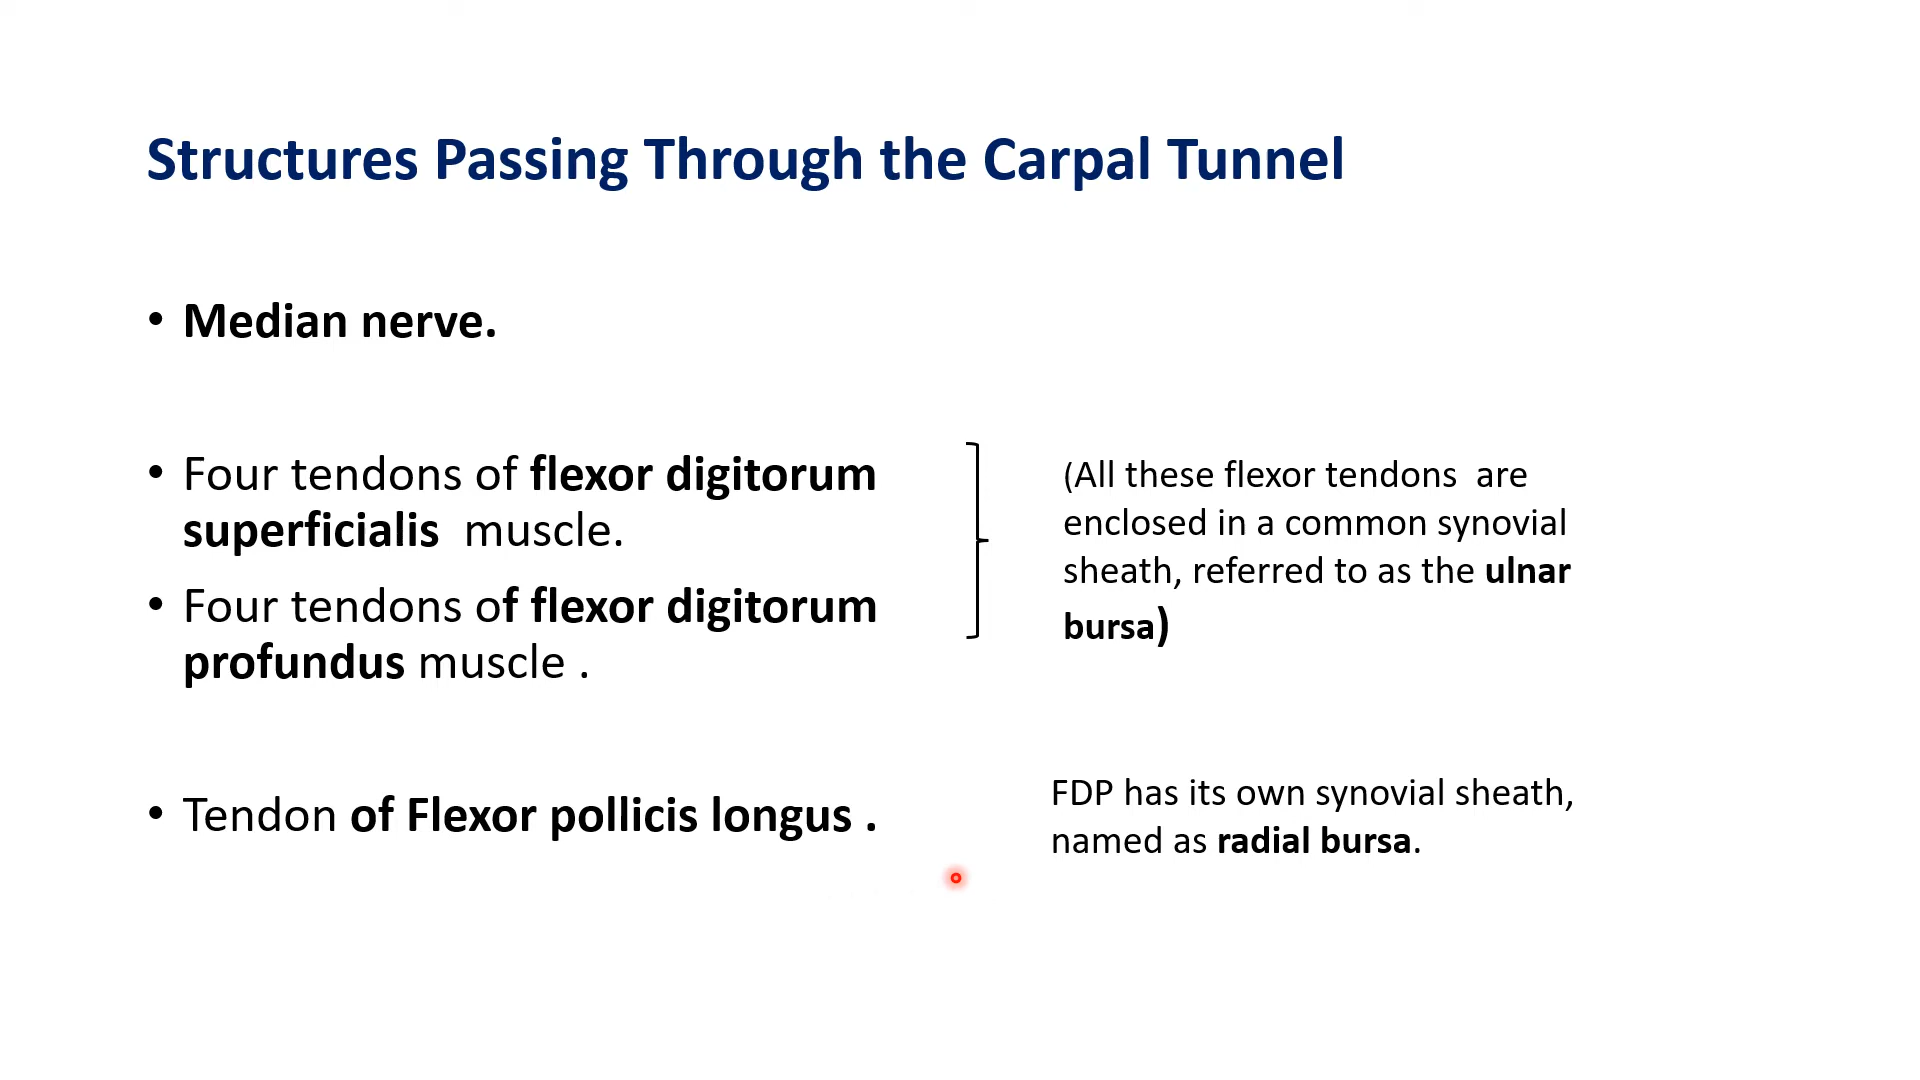 Structures Passing Through the Carpal Tunnel
• Median nerve.
• Four tendons of flexor digitorum
superficialis  muscle.
• Four tendons of flexor digitorum
profundus muscle .
(All these flexor tendons  are
enclosed in a common synovial
sheath, referred to as the ulnar
bursa)
• Tendon of Flexor pollicis longus .
FDP has its own synovial sheath,
named as radial bursa.